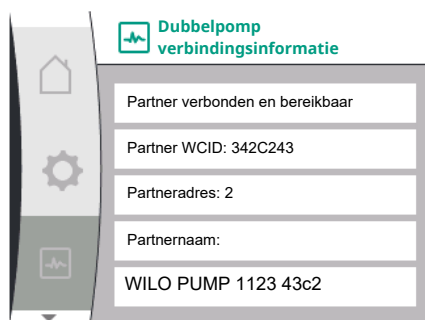 Dubbelpomp
verbindingsinformatie
Partner verbonden en bereikbaar
Partner WCID: 342C243
Partneradres: 2
Partnernaam:
WILO PUMP 1123 43c2